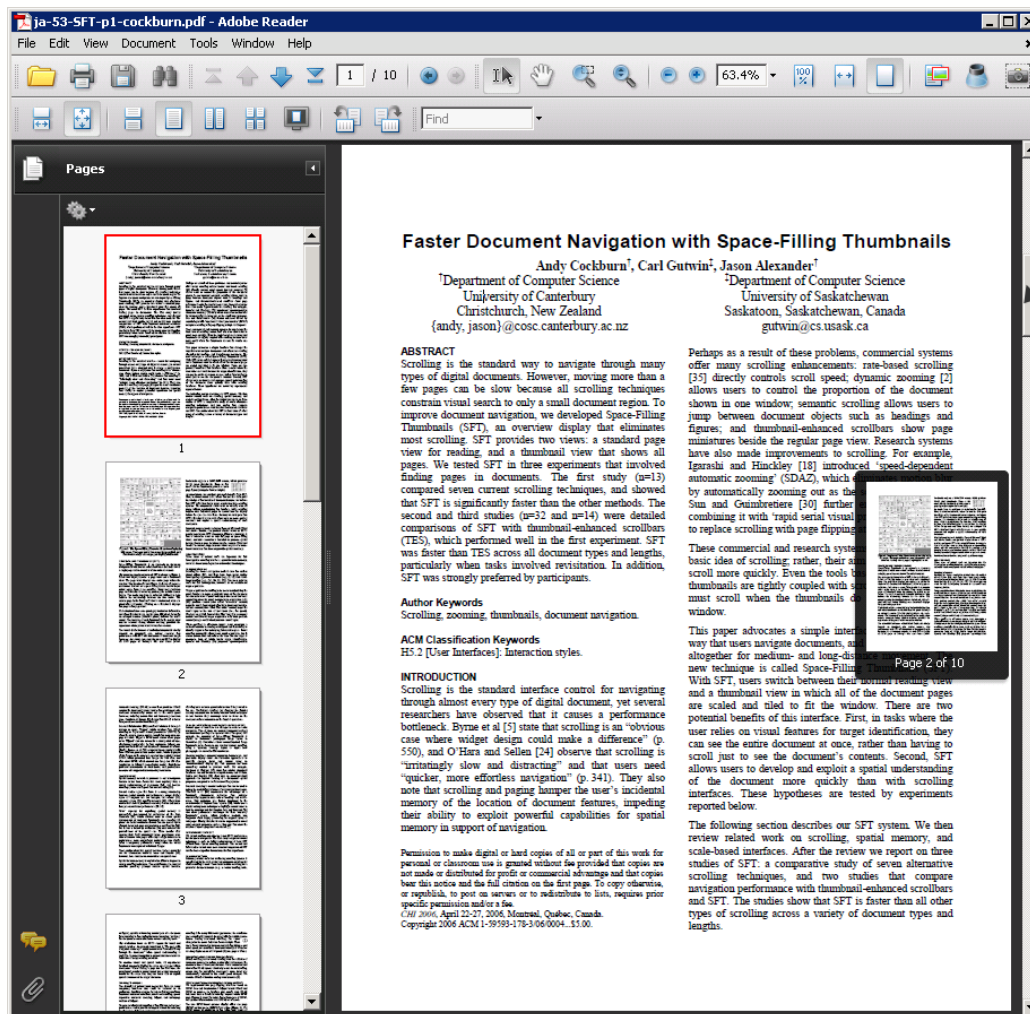 ja-53-SFT-p1-cockburn.pdf - Adobe Reader
File Edit View Document Tools Window Help
1 / 10
63.4%
100 %
Find
Pages
1
2
3
Faster Document Navigation with Space-Filling Thumbnails
Andy Cockburn†, Carl Gutwin‡, Jason Alexander†
†Department of Computer Science
University of Canterbury
Christchurch, New Zealand
{andy, jason}@cosc.canterbury.ac.nz
‡Department of Computer Science
University of Saskatchewan
Saskatoon, Saskatchewan, Canada
gutwin@cs.usask.ca
ABSTRACT
Scrolling is the standard way to navigate through many
types of digital documents. However, moving more than a
few pages can be slow because all scrolling techniques
constrain visual search to only a small document region. To
improve document navigation, we developed Space-Filling
Thumbnails (SFT), an overview display that eliminates
most scrolling. SFT provides two views: a standard page
view for reading, and a thumbnail view that shows all
pages. We tested SFT in three experiments that involved
finding pages in documents. The first study (n=13)
compared seven current scrolling techniques, and showed
that SFT is significantly faster than the other methods. The
second and third studies (n=32 and n=14) were detailed
comparisons of SFT with thumbnail-enhanced scrollbars
(TES), which performed well in the first experiment. SFT
was faster than TES across all document types and lengths,
particularly when tasks involved revisitation. In addition,
SFT was strongly preferred by participants.
Author Keywords
Scrolling, zooming, thumbnails, document navigation.
ACM Classification Keywords
H5.2 [User Interfaces]: Interaction styles.
INTRODUCTION
Scrolling is the standard interface control for navigating
through almost every type of digital document, yet several
researchers have observed that it causes a performance
bottleneck. Byrne et al [5] state that scrolling is an “obvious
case where widget design could make a difference” (p.
550), and O’Hara and Sellen [24] observe that scrolling is
“irritatingly slow and distracting” and that users need
“quicker, more effortless navigation” (p. 341). They also
note that scrolling and paging hamper the user’s incidental
memory of the location of document features, impeding
their ability to exploit powerful capabilities for spatial
memory in support of navigation.
Permission to make digital or hard copies of all or part of this work for
personal or classroom use is granted without fee provided that copies are
not made or distributed for profit or commercial advantage and that copies
bear this notice and the full citation on the first page. To copy otherwise,
or republish, to post on servers or to redistribute to lists, requires prior
specific permission and/or a fee.
CHI 2006, April 22-27, 2006, Montréal, Québec, Canada.
Copyright 2006 ACM 1-59593-178-3/06/0004...$5.00.
Perhaps as a result of these problems, commercial systems
offer many scrolling enhancements: rate-based scrolling
[35] directly controls scroll speed; dynamic zooming [2]
allows users to control the proportion of the document
shown in one window; semantic scrolling allows users to
jump between document objects such as headings and
figures; and thumbnail-enhanced scrollbars show page
miniatures beside the regular page view. Research systems
have also made improvements to scrolling. For example,
Igarashi and Hinckley [18] introduced ‘speed-dependent
automatic zooming’ (SDAZ), which eliminates motion blur
by automatically zooming out as the
Sun and Guimbretiere [30] further
combining it with ‘rapid serial visual
to replace scrolling with page flipping
These commercial and research
basic idea of scrolling; rather, their
scroll more quickly. Even the tools
thumbnails are tightly coupled with
must scroll when the thumbnails do
window.
This paper advocates a simple
way that users navigate documents, and
altogether for medium- and long-distance movement. The
new technique is called Space-Filling
With SFT, users switch between their normal reading view
and a thumbnail view in which all of the document pages
are scaled and tiled to fit the window. There are two
potential benefits of this interface. First, in tasks where the
user relies on visual features for target identification, they
can see the entire document at once, rather than having to
scroll just to see the document’s contents. Second, SFT
allows users to develop and exploit a spatial understanding
of the document more quickly than with scrolling
interfaces. These hypotheses are tested by experiments
reported below.
The following section describes our SFT system. We then
review related work on scrolling, spatial memory, and
scale-based interfaces. After the review we report on three
studies of SFT: a comparative study of seven alternative
scrolling techniques, and two studies that compare
navigation performance with thumbnail-enhanced scrollbars
and SFT. The studies show that SFT is faster than all other
types of scrolling across a variety of document types and
lengths.
Page 2 of 10